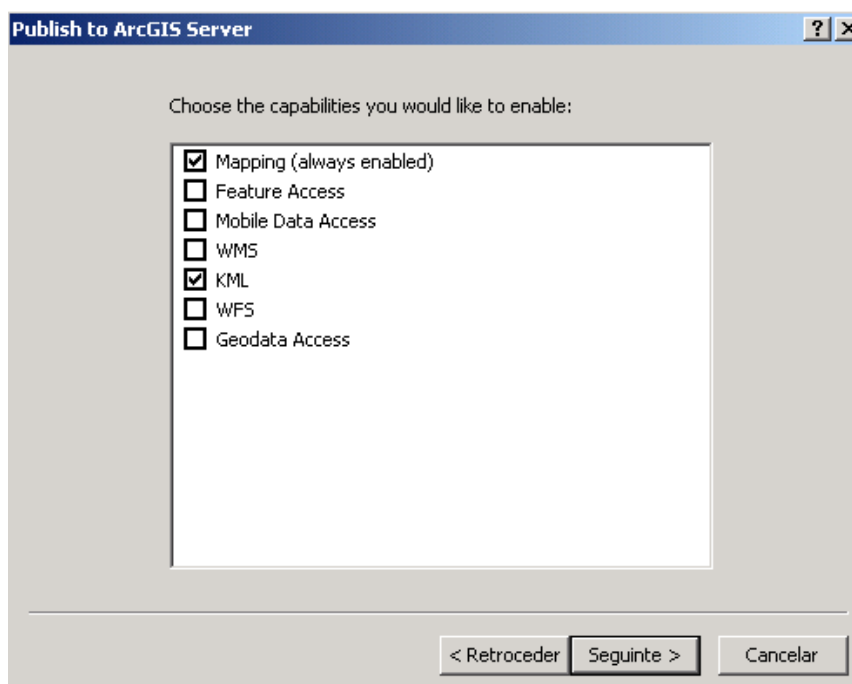 Publish to ArcGIS Server
Choose the capabilities you would like to enable:
Mapping (always enabled)
Feature Access
Mobile Data Access
WMS
KML
WFS
Geodata Access
< Retroceder Seguinte > Cancelar